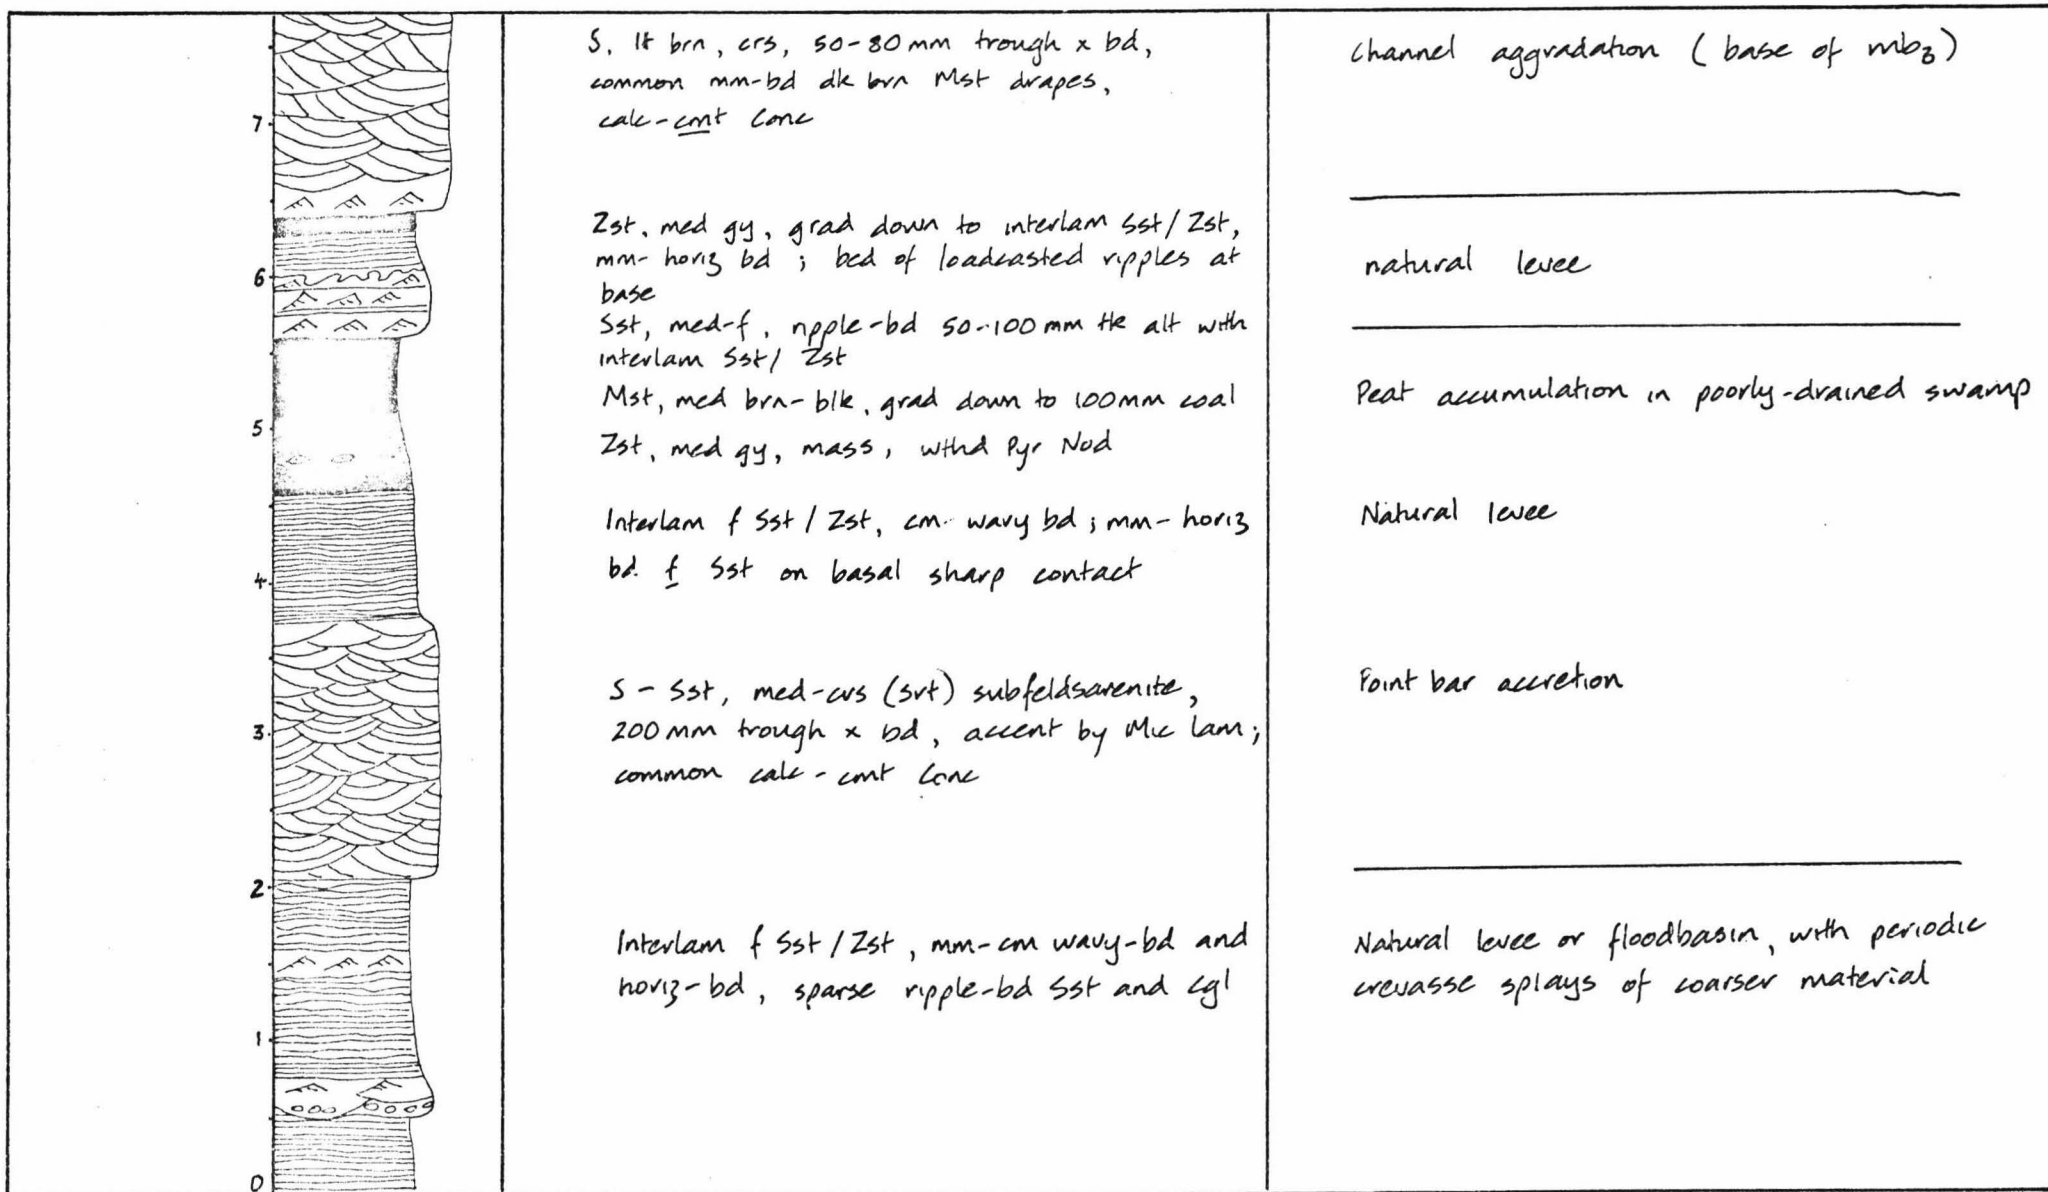 S, lt brn, crs, 50-80mm trough x bd,
common mm-bd dk brn Mst drapes,
calc-cmt Conc
Channel aggradation (base of mb3)
7
Zst, med gy, grad down to interlam Sst/Zst,
mm-horiz bd; bed of loadcasted ripples at
base
natural levee
6
Sst, med-f, ripple-bd 50-100mm tk alt with
interlam Sst/Zst
Mst, med brn-blk, grad down to 100mm coal
Zst, med gy, mass, wthd Pyr Nod
Peat accumulation in poorly-drained swamp
5
Interlam f Sst/Zst, cm-wavy bd; mm-horiz
bd f Sst on basal sharp contact
Natural levee
4
S-Sst, med-crs (srt) subfeldsarenite,
200mm trough x bd, accent by Mic lam;
common calc-cmt Conc
Point bar accretion
3
2
Interlam f Sst/Zst, mm-cm wavy-bd and
horiz-bd, sparse ripple-bd Sst and cgl
Natural levee or floodbasin, with periodic
crevasse splays of coarser material
1
0